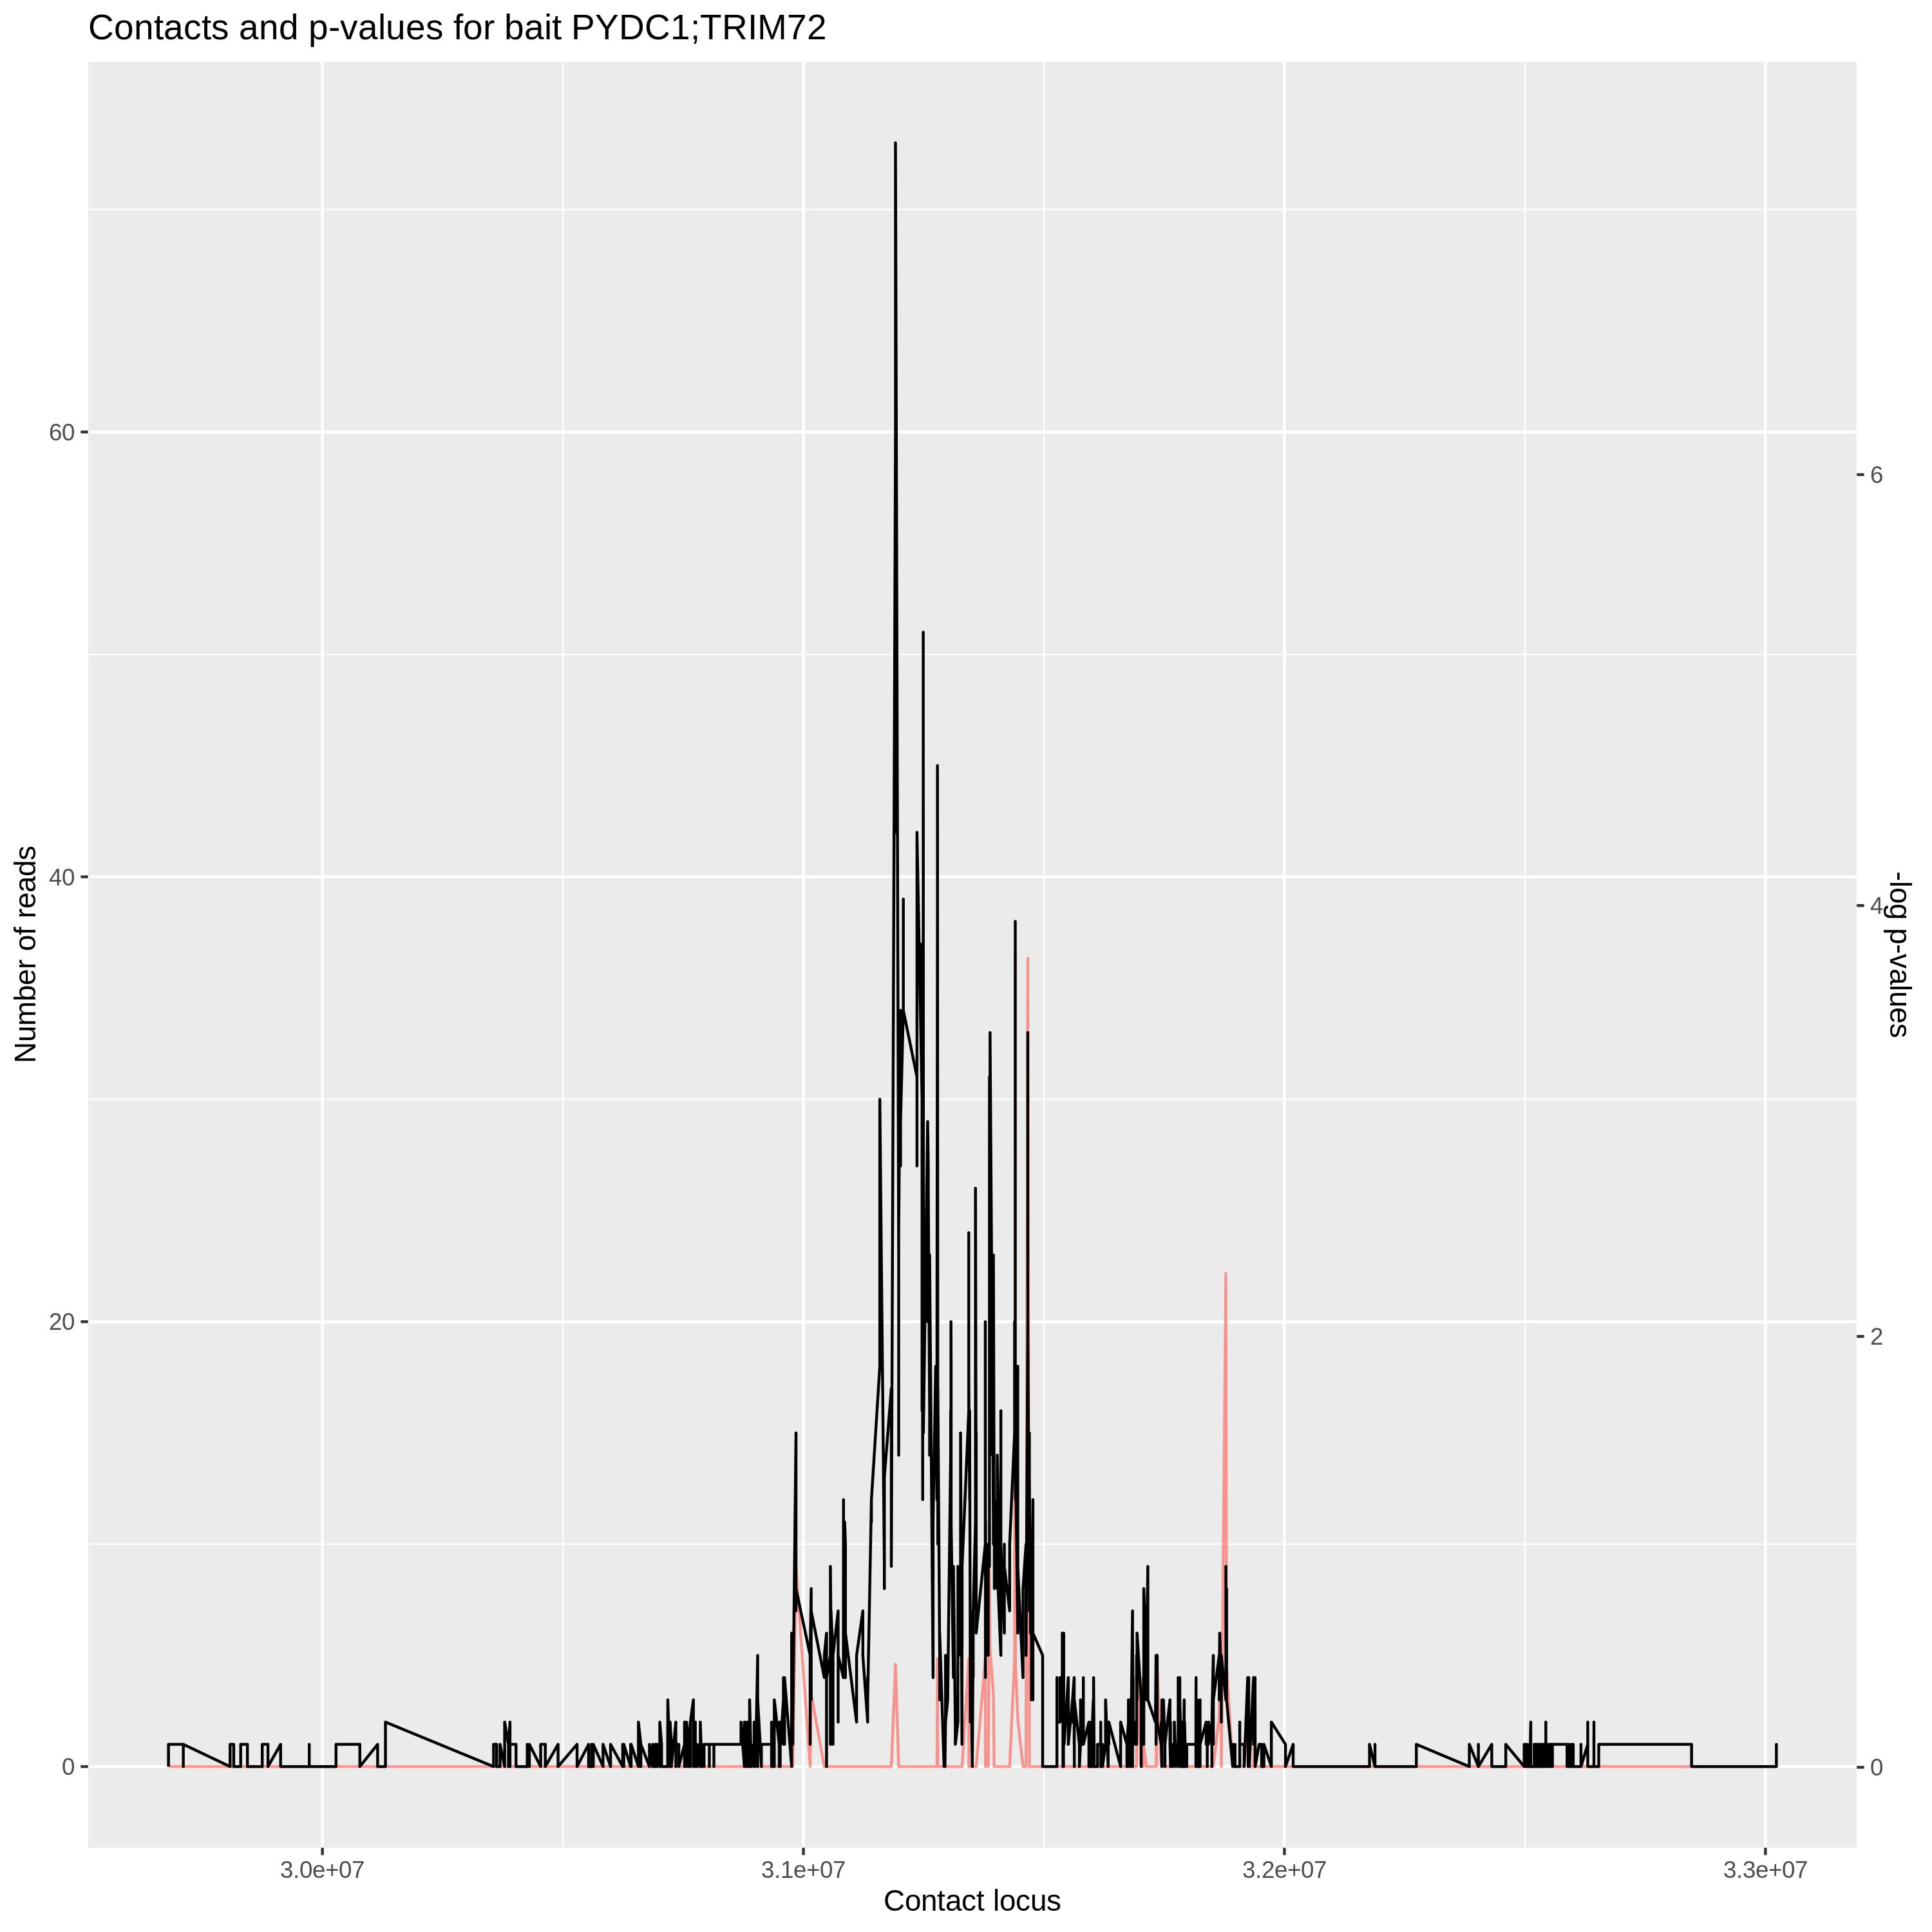 Contacts and p-values for bait PYDC1;TRIM72
60
40
20
0
Number of reads
6
4
2
0
-log p-values
3.0e+07
3.1e+07
3.2e+07
3.3e+07
Contact locus